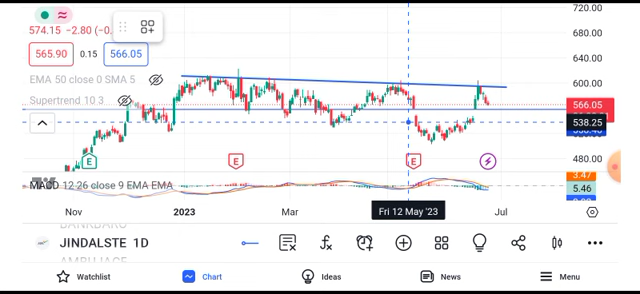 574.15 −2.80 (−0.
565.90 0.15 566.05
EMA 50 close 0 SMA 5
Supertrend 10 3
720.00
680.00
640.00
600.00
566.05
538.25
480.00
E
E
E
MACD 12 26 close 9 EMA EMA
3.47
5.46
Nov 2023 Mar Fri 12 May '23 Jul
JINDALSTE 1D
Watchlist Chart Ideas News Menu